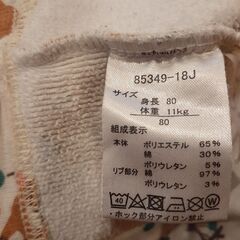 85349-18J
サイズ
身長 80
体重 11kg
80
組成表示
本体 ポリエステル 65%
綿 30%
ポリウレタン 5%
リブ部分 綿 97%
ポリウレタン 3%
40
・ホック部分アイロン禁止